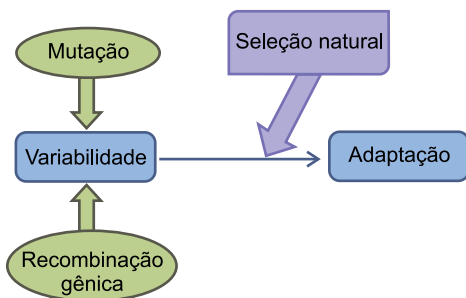 Mutação
Seleção natural
Variabilidade
Adaptação
Recombinação
gênica